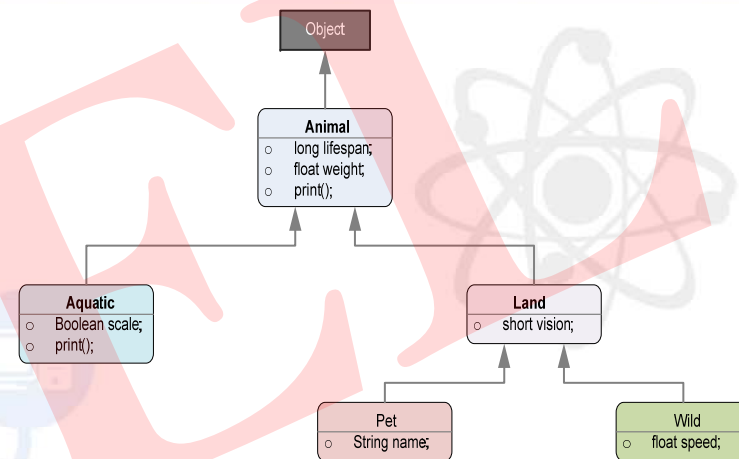 Object
Animal
long lifespan;
float weight;
print();
Aquatic
Boolean scale;
print();
Land
short vision;
Pet
String name;
Wild
float speed;